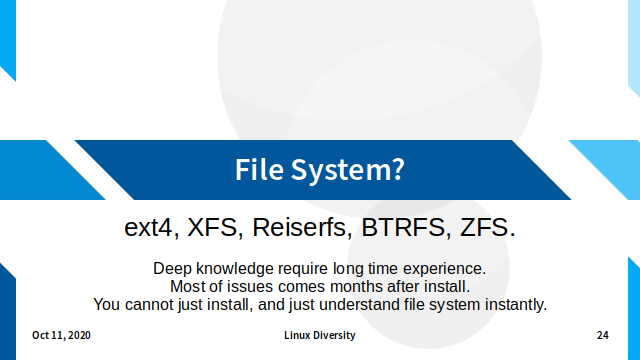 File System?
ext4, XFS, Reiserfs, BTRFS, ZFS.
Deep knowledge require long time experience.
Most of issues comes months after install.
You cannot just install, and just understand file system instantly.
Oct 11, 2020
Linux Diversity
24